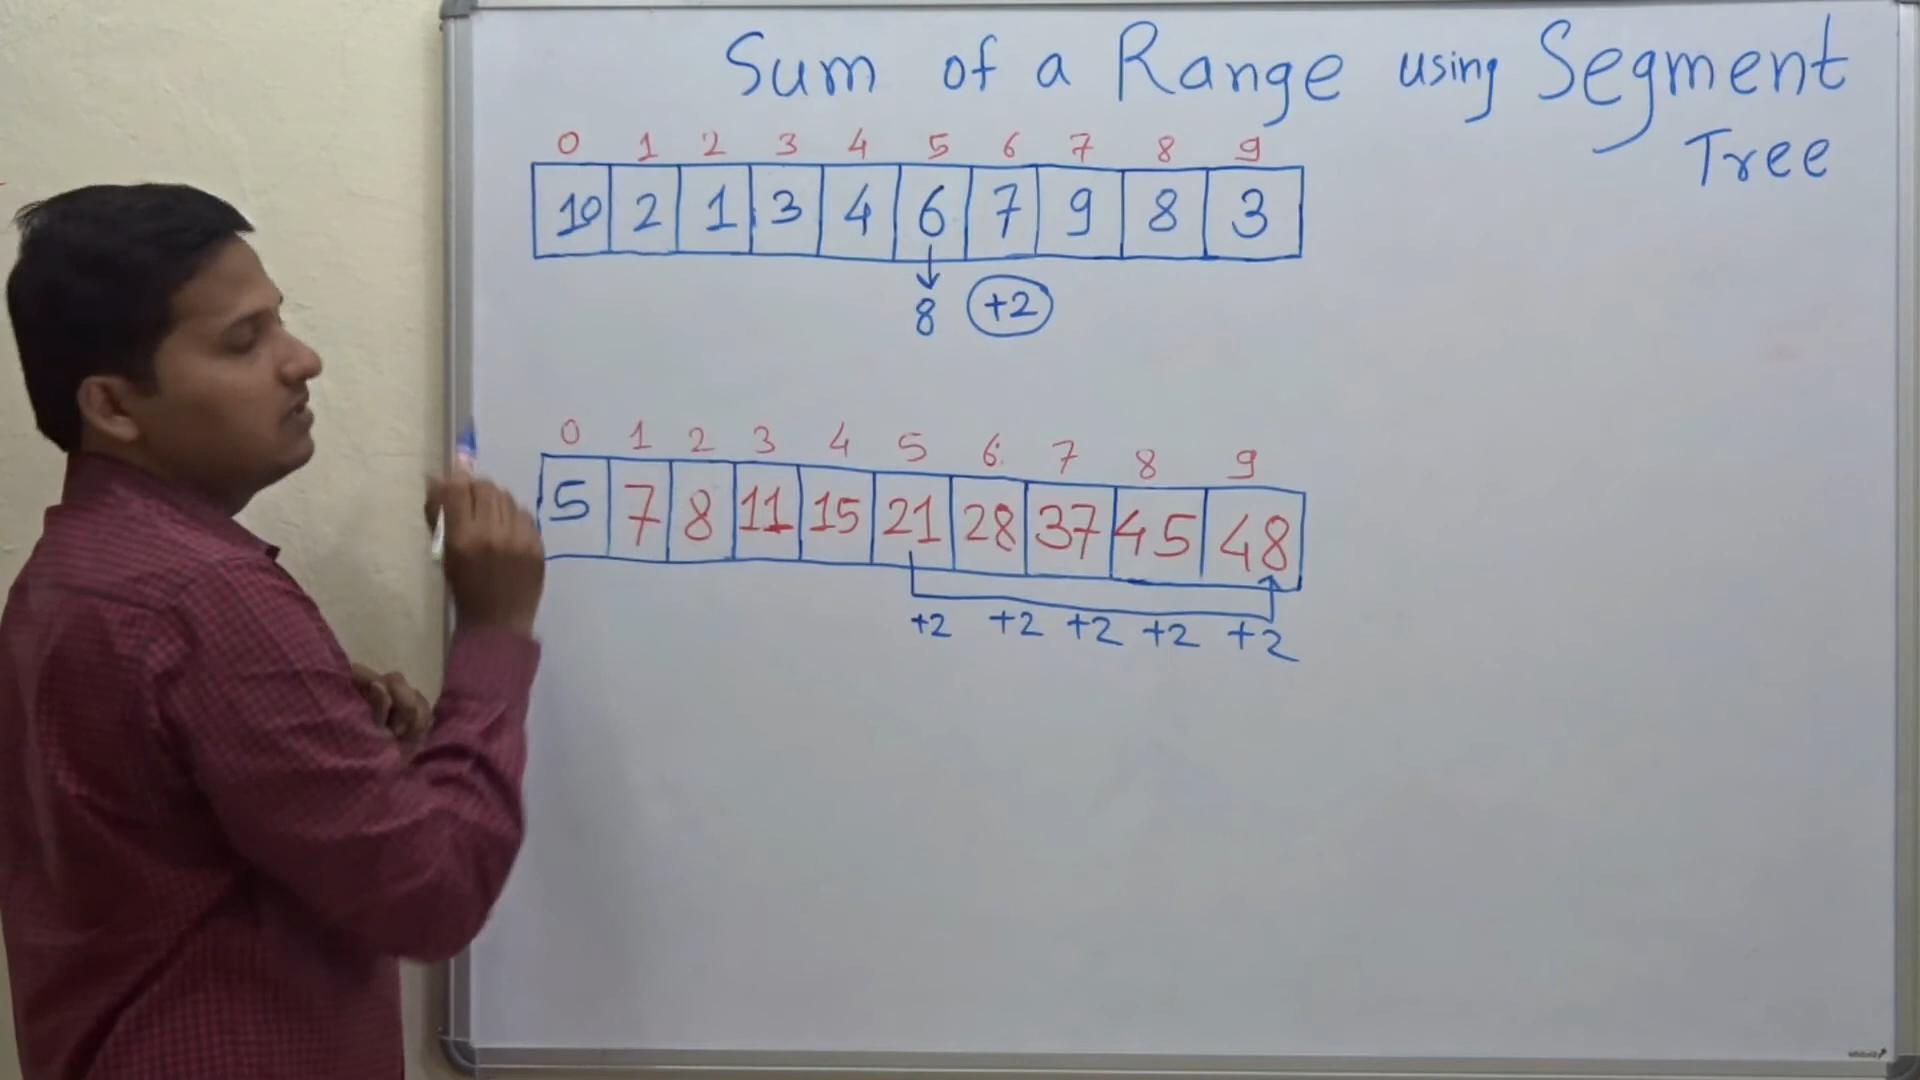 Sum of a Range using Segment
Tree
0 1 2 3 4 5 6 7 8 9
10 2 1 3 4 6 7 9 8 3
8 +2
0 1 2 3 4 5 6 7 8 9
5 7 8 11 15 21 28 37 45 48
+2 +2 +2 +2 +2